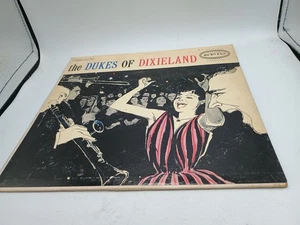 the DUKES OF DIXIELAND